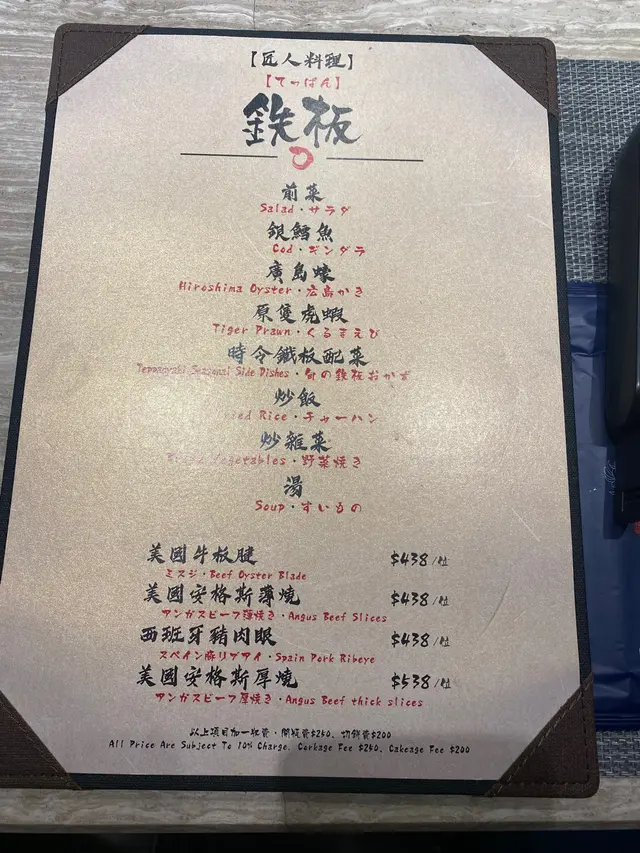 【匠人料理】
【てっぱん】
鉄板
前菜
Salad・サラダ
銀鱈魚
Cod・ギンダラ
廣島蠔
Hiroshima Oyster・広島かき
原隻虎蝦
Tiger Prawn・くるまえび
時令鐵板配菜
Teppanyaki Seasonal Side Dishes・旬の鉄板おかず
炒飯
Rice・チャーハン
炒雜菜
野菜焼き
湯
Soup・すいもの
美國牛板腱 $438/位
ミスジ・Beef Oyster Blade
美國安格斯薄燒 $438/位
アンガスビーフ薄焼き・Angus Beef Slices
西班牙豬肉眼 $438/位
スペイン豚リブアイ・Spain Pork Ribeye
美國安格斯厚燒 $538/位
アンガスビーフ厚焼き・Angus Beef thick slices
以上項目加一收費・開瓶費$250、切餅費$200
All Price Are Subject To 10% Charge. Corkage Fee $250, Cakeage Fee $200